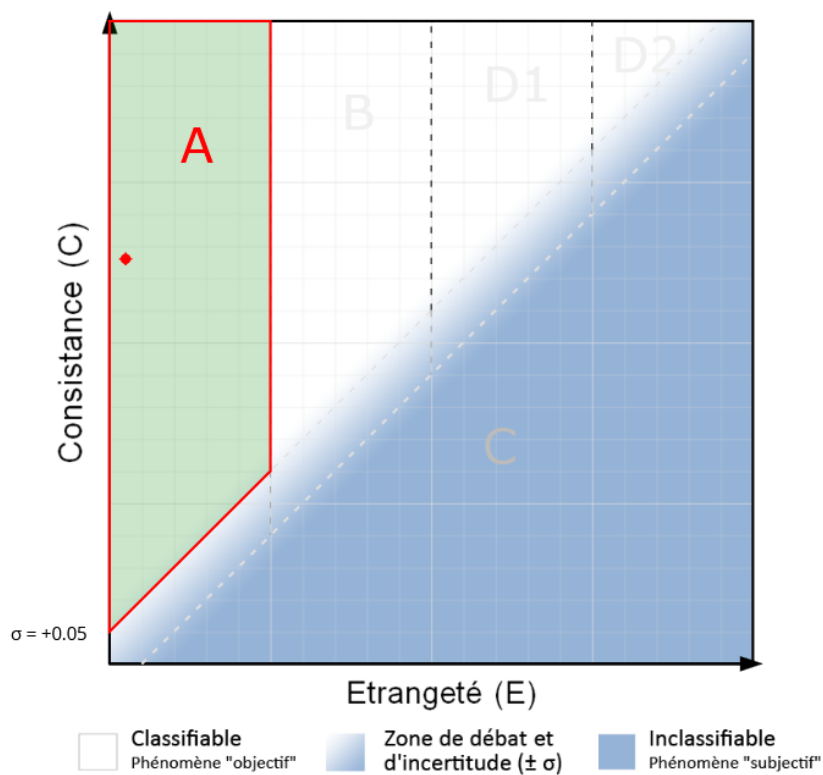 A
B
D1
D2
C
Consistance (C)
σ = +0.05
Etrangeté (E)
Classifiable
Phénomène "objectif"
Zone de débat et
d'incertitude (± σ)
Inclassifiable
Phénomène "subjectif"